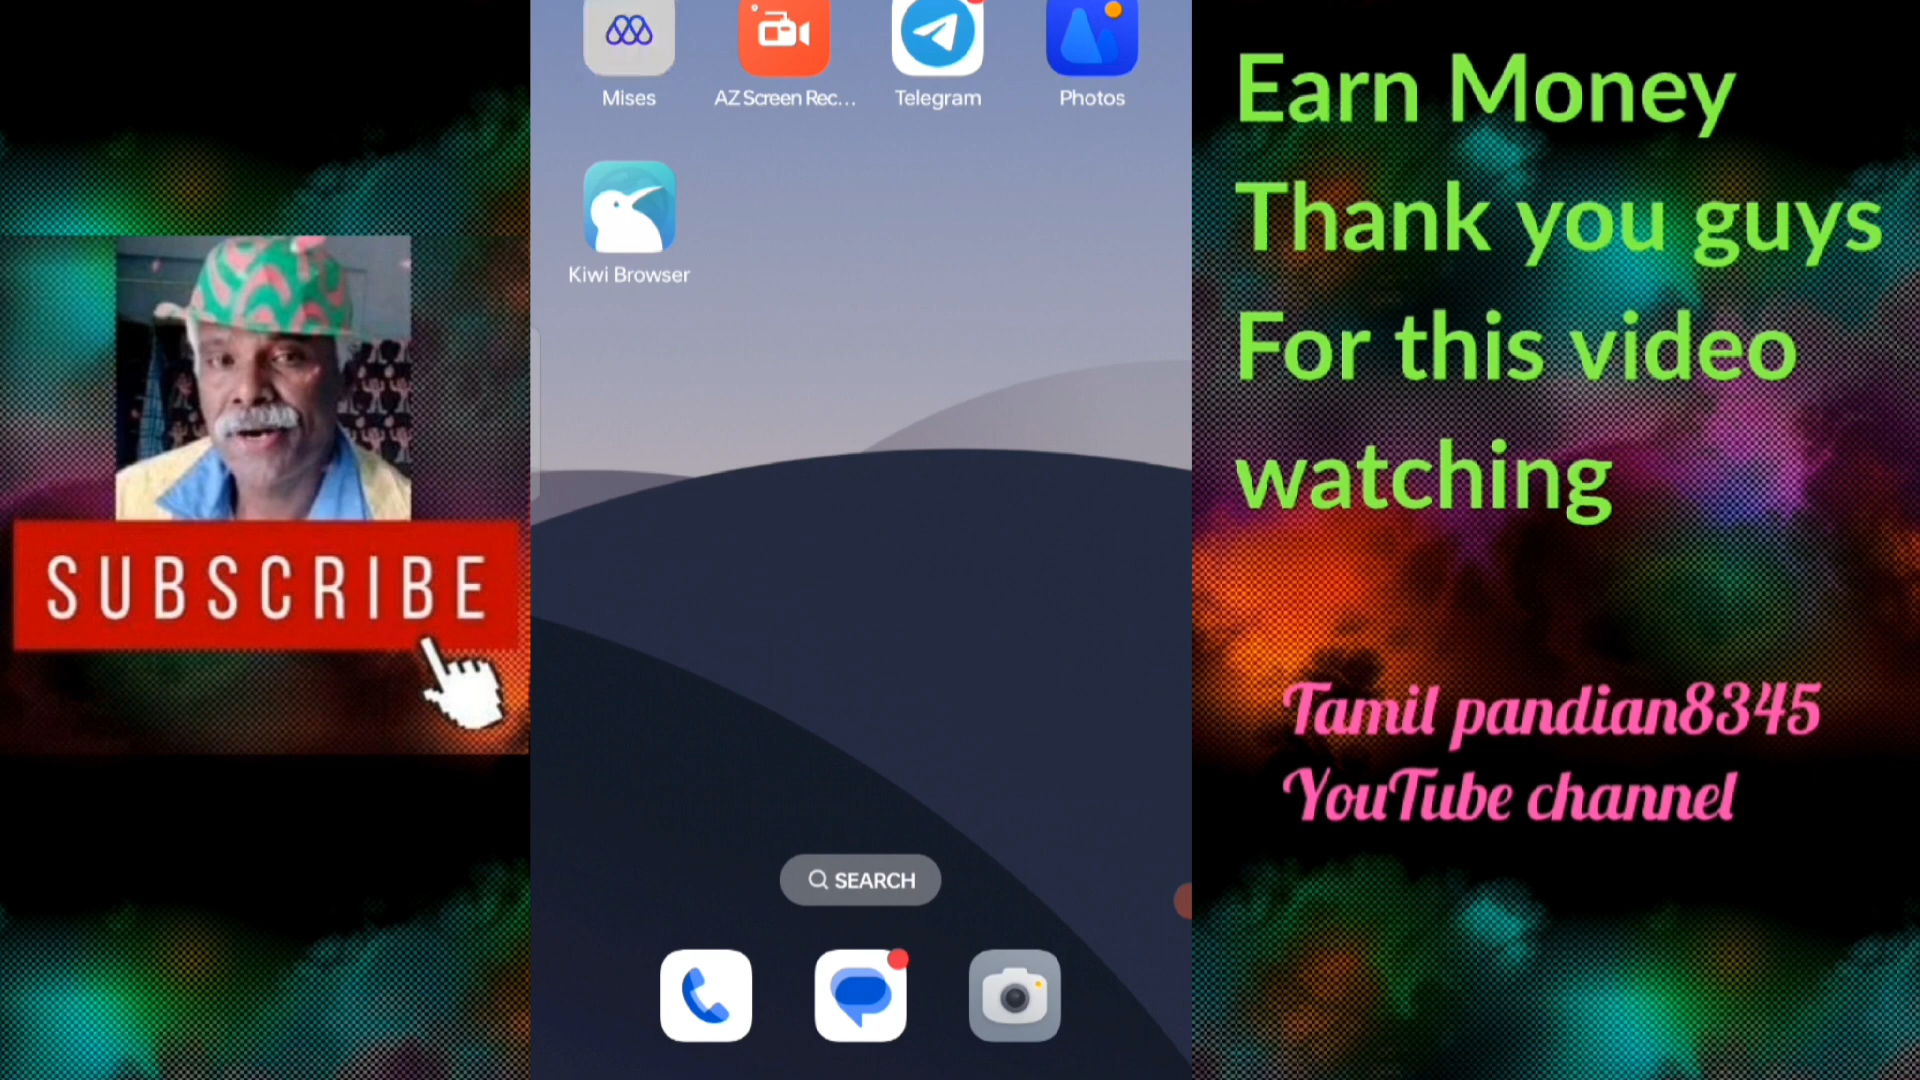 Mises
AZ Screen Rec...
Telegram
Photos
Kiwi Browser
SEARCH
SUBSCRIBE
Earn Money
Thank you guys
For this video
watching
Tamil pandian8345
YouTube channel